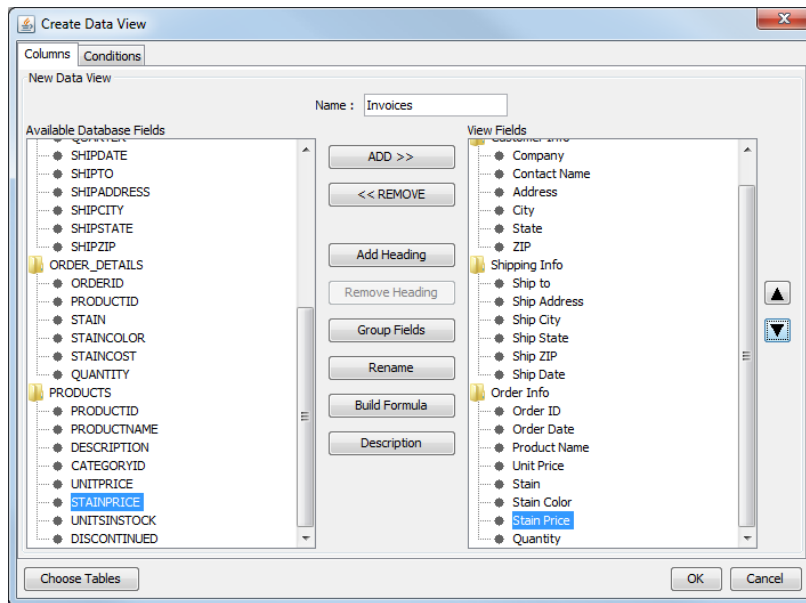 Create Data View
Columns
Conditions
New Data View
Name : Invoices
Available Database Fields
QUARTER
SHIPDATE
SHIPTO
SHIPADDRESS
SHIPCITY
SHIPSTATE
SHIPZIP
ORDER_DETAILS
ORDERID
PRODUCTID
STAIN
STAINCOLOR
STAINCOST
QUANTITY
PRODUCTS
PRODUCTID
PRODUCTNAME
DESCRIPTION
CATEGORYID
UNITPRICE
STAINPRICE
UNITSINSTOCK
DISCONTINUED
ADD >>
<< REMOVE
Add Heading
Remove Heading
Group Fields
Rename
Build Formula
Description
View Fields
Customer Info
Company
Contact Name
Address
City
State
ZIP
Shipping Info
Ship to
Ship Address
Ship City
Ship State
Ship ZIP
Ship Date
Order Info
Order ID
Order Date
Product Name
Unit Price
Stain
Stain Color
Stain Price
Quantity
Choose Tables
OK
Cancel